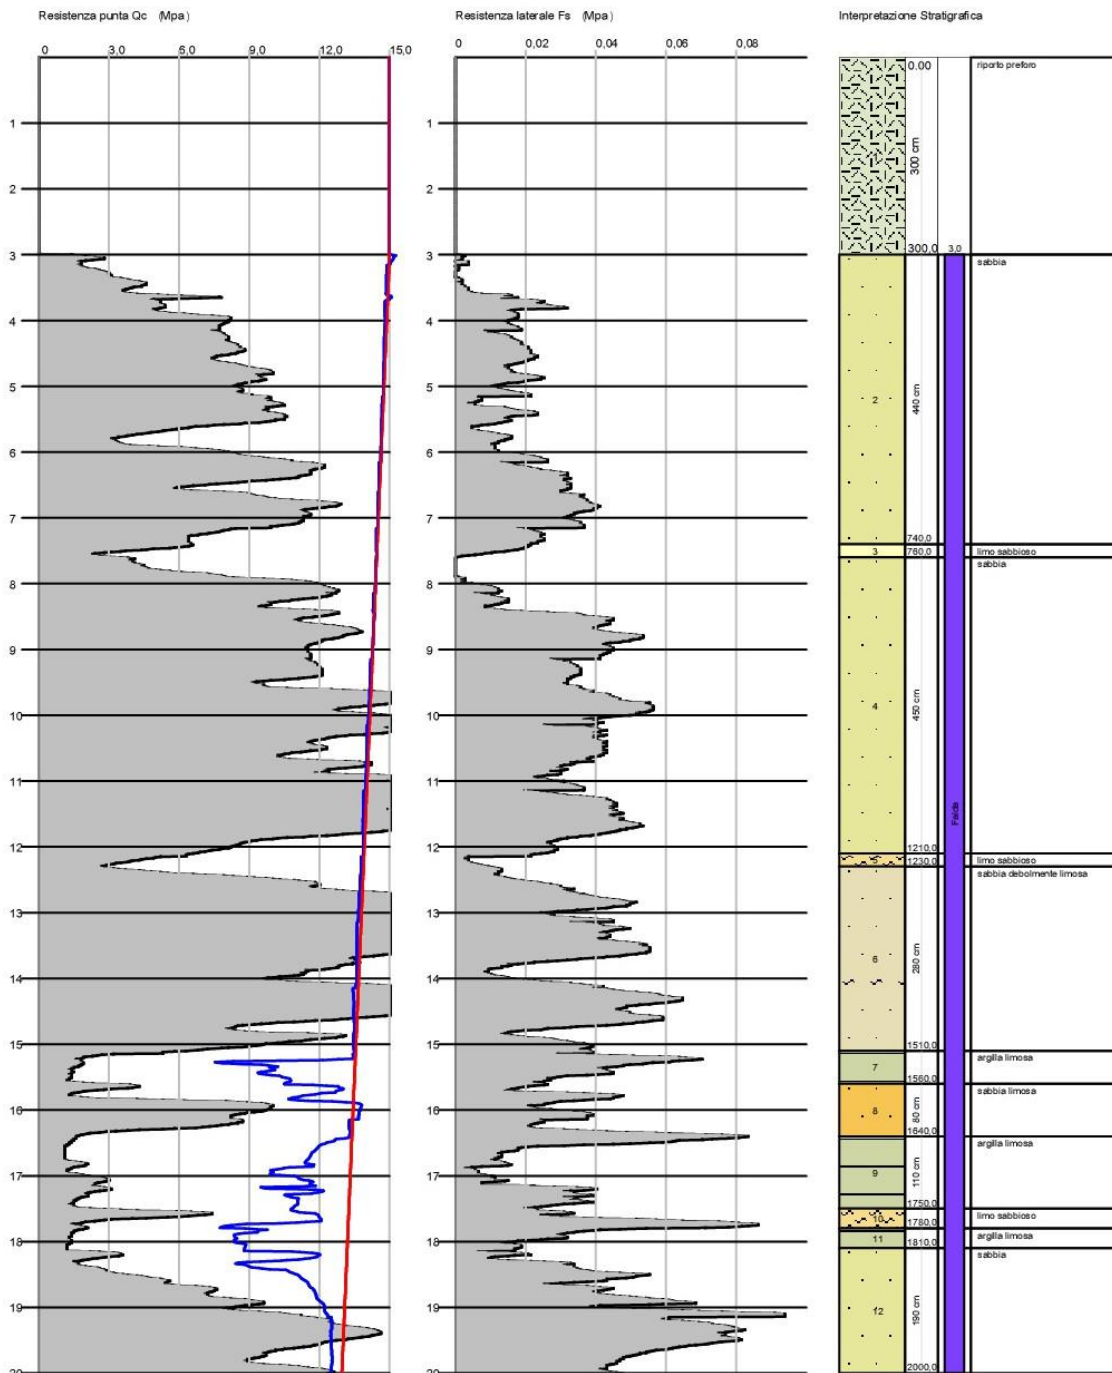 Resistenza punta Qc (Mpa)
Resistenza laterale Fs (Mpa)
Interpretazione Stratigrafica
0 3,0 6,0 9,0 12,0 15,0
0 0,02 0,04 0,06 0,08
1
2
3
4
5
6
7
8
9
10
11
12
13
14
15
16
17
18
19
20
1
2
3
4
5
6
7
8
9
10
11
12
13
14
15
16
17
18
19
20
0.00
riporto preforo
1
300 cm
300,0
3,0
sabbia
2
440 cm
740,0
3
760,0
limo sabbioso
sabbia
4
450 cm
Falda
1210,0
5
1230,0
limo sabbioso
sabbia debolmente limosa
6
280 cm
1510,0
argilla limosa
7
1560,0
sabbia limosa
8
80 cm
1640,0
argilla limosa
9
110 cm
1750,0
limo sabbioso
10
1780,0
argilla limosa
11
1810,0
sabbia
12
190 cm
2000,0